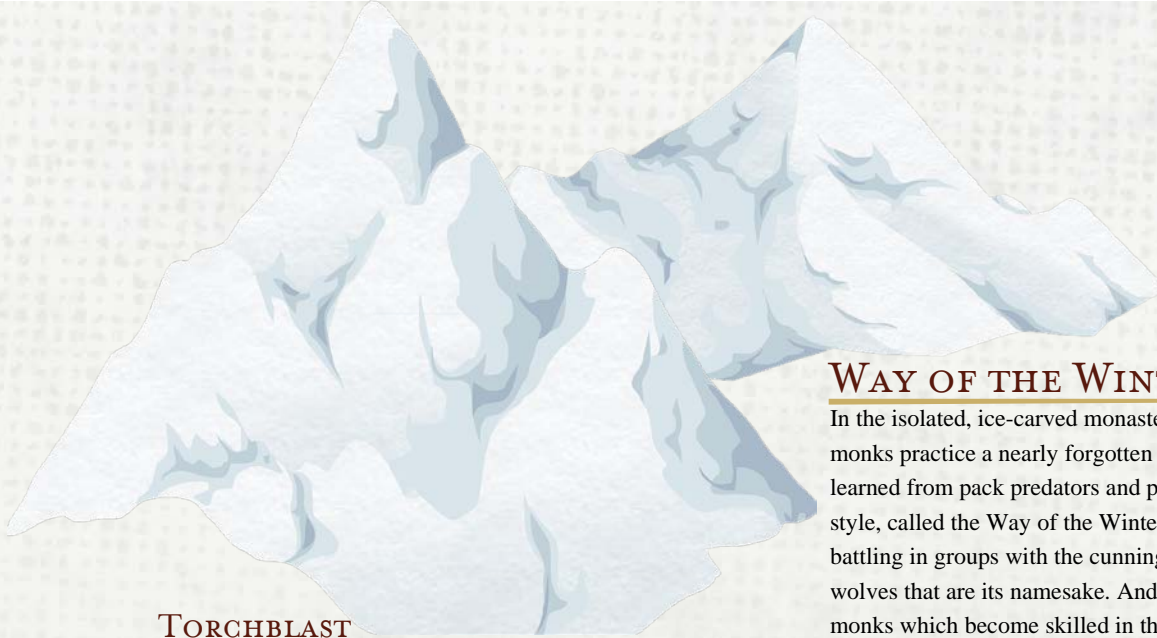 WAY OF THE
In the isolated, ice-carved
monks practice a nearly forgotten
learned from pack predators and
style, called the Way of the
battling in groups with the cunning
wolves that are its namesake. And
monks which become skilled in
TORCHBLAST